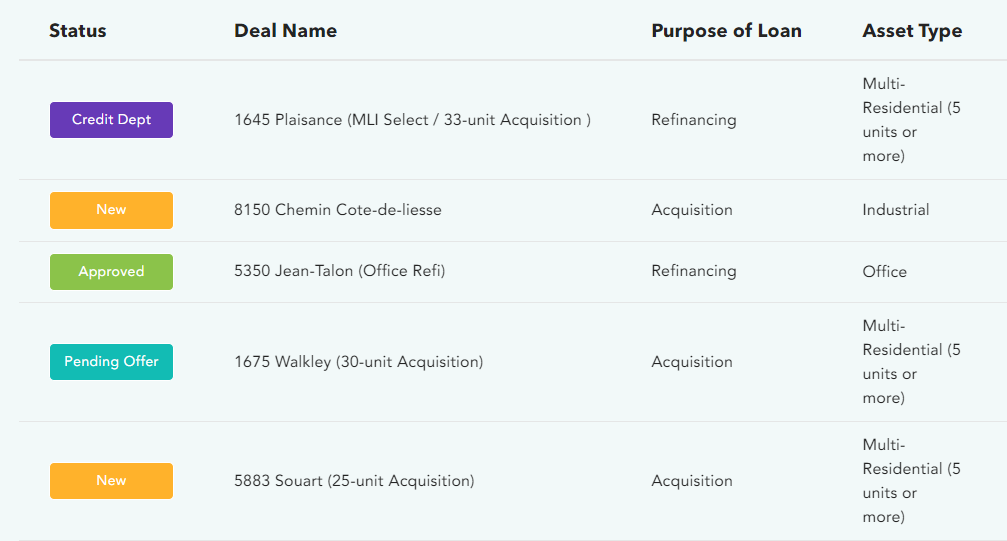 Status Deal Name Purpose of Loan Asset Type
Credit Dept 1645 Plaisance (MLI Select / 33-unit Acquisition ) Refinancing Multi-
Residential (5
units or
more)
New 8150 Chemin Cote-de-liesse Acquisition Industrial
Approved 5350 Jean-Talon (Office Refi) Refinancing Office
Pending Offer 1675 Walkley (30-unit Acquisition) Acquisition Multi-
Residential (5
units or
more)
New 5883 Souart (25-unit Acquisition) Acquisition Multi-
Residential (5
units or
more)